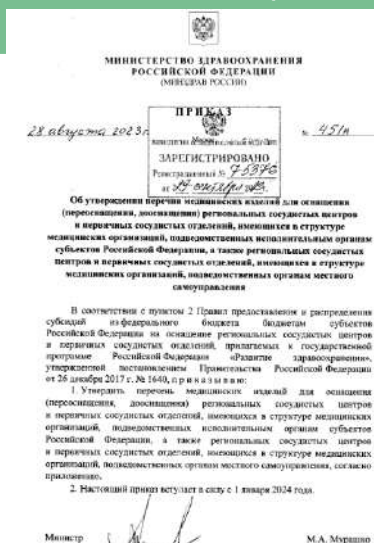 МИНИСТЕРСТВО ЗДРАВООХРАНЕНИЯ
РОССИЙСКОЙ ФЕДЕРАЦИИ
(МИНЗДРАВ РОССИИ)
ПРИКАЗ
28 августа 2023г.
Москва
№ 451н
ЗАРЕГИСТРИРОВАНО
Регистрационный № 75376
от
Об утверждении перечня медицинских изделий для оснащения
(переоснащения, дооснащения) региональных сосудистых центров
и первичных сосудистых отделений, имеющихся в структуре
медицинских организаций, подведомственных исполнительным органам
субъектов Российской Федерации, а также региональных сосудистых
центров и первичных сосудистых отделений, имеющихся в структуре
медицинских организаций, подведомственных органам местного
самоуправления
В соответствии с пунктом 2 Правил предоставления и распределения
субсидий из федерального бюджета бюджетам субъектов
Российской Федерации на оснащение региональных сосудистых центров
и первичных сосудистых отделений, прилагаемых к государственной
программе Российской Федерации «Развитие здравоохранения»,
утвержденной постановлением Правительства Российской Федерации
от 26 декабря 2017 г. № 1640, приказываю:
1. Утвердить перечень медицинских изделий для оснащения
(переоснащения, дооснащения) региональных сосудистых центров
и первичных сосудистых отделений, имеющихся в структуре медицинских
организаций, подведомственных исполнительным органам субъектов
Российской Федерации, а также региональных сосудистых центров
и первичных сосудистых отделений, имеющихся в структуре медицинских
организаций, подведомственных органам местного самоуправления, согласно
приложению.
2. Настоящий приказ вступает в силу с 1 января 2024 года.
Министр
М.А. Мурашко